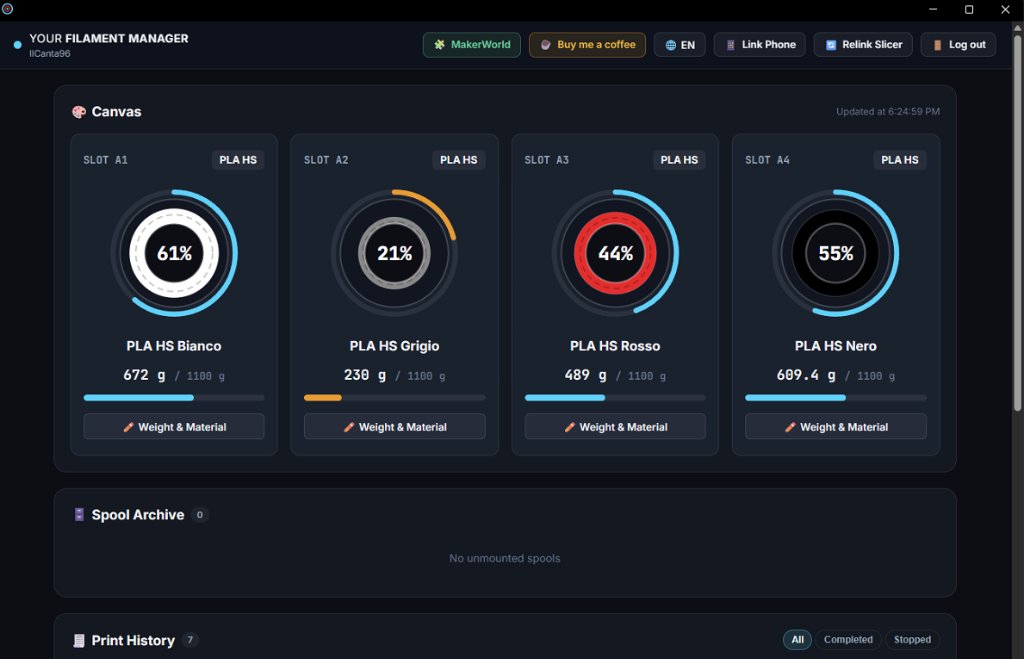 YOUR FILAMENT MANAGER
IlCanta96
MakerWorld
Buy me a coffee
EN
Link Phone
Relink Slicer
Log out
Canvas
Updated at 6:24:59 PM
SLOT A1
PLA HS
61%
PLA HS Bianco
672 g / 1100 g
Weight & Material
SLOT A2
PLA HS
21%
PLA HS Grigio
230 g / 1100 g
Weight & Material
SLOT A3
PLA HS
44%
PLA HS Rosso
489 g / 1100 g
Weight & Material
SLOT A4
PLA HS
55%
PLA HS Nero
609.4 g / 1100 g
Weight & Material
Spool Archive 0
No unmounted spools
Print History 7
All
Completed
Stopped